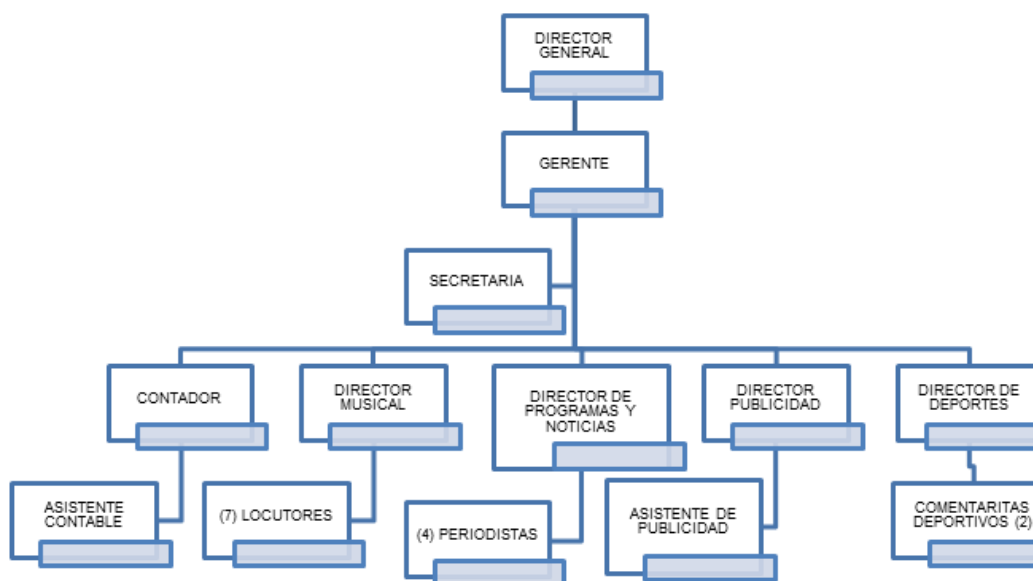 DIRECTOR
GENERAL
GERENTE
SECRETARIA
CONTADOR
DIRECTOR
MUSICAL
DIRECTOR DE
PROGRAMAS Y
NOTICIAS
DIRECTOR
PUBLICIDAD
DIRECTOR DE
DEPORTES
ASISTENTE
CONTABLE
(7) LOCUTORES
(4) PERIODISTAS
ASISTENTE DE
PUBLICIDAD
COMENTARITAS
DEPORTIVOS (2)